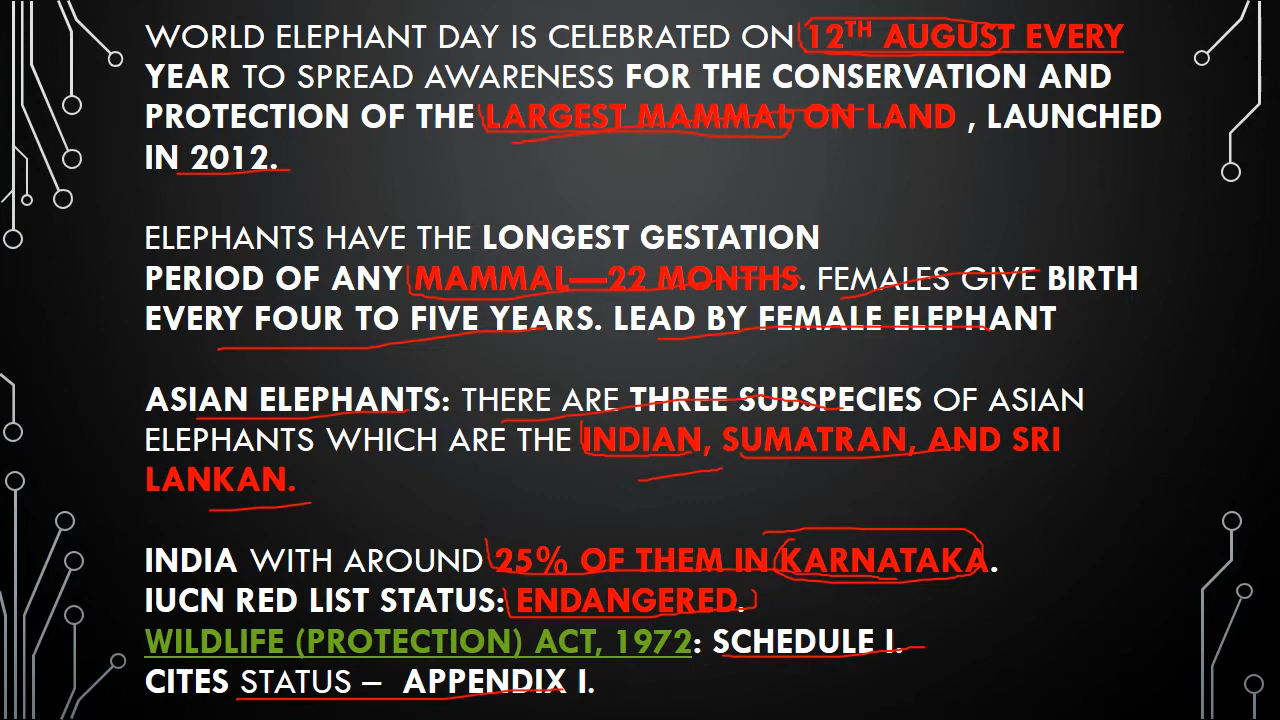 WORLD ELEPHANT DAY IS CELEBRATED ON 12TH AUGUST EVERY
YEAR TO SPREAD AWARENESS FOR THE CONSERVATION AND
PROTECTION OF THE LARGEST MAMMAL ON LAND , LAUNCHED
IN 2012.
ELEPHANTS HAVE THE LONGEST GESTATION
PERIOD OF ANY MAMMAL—22 MONTHS. FEMALES GIVE BIRTH
EVERY FOUR TO FIVE YEARS. LEAD BY FEMALE ELEPHANT
ASIAN ELEPHANTS: THERE ARE THREE SUBSPECIES OF ASIAN
ELEPHANTS WHICH ARE THE INDIAN, SUMATRAN, AND SRI
LANKAN.
INDIA WITH AROUND 25% OF THEM IN KARNATAKA.
IUCN RED LIST STATUS: ENDANGERED.
WILDLIFE (PROTECTION) ACT, 1972: SCHEDULE I.
CITES STATUS – APPENDIX I.